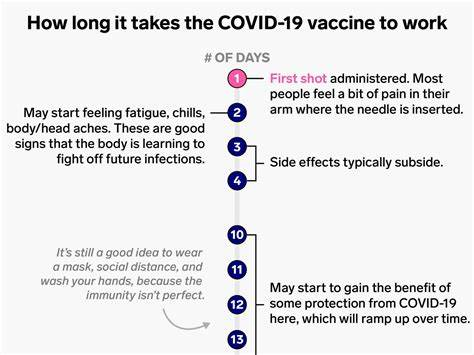 How long it takes the COVID-19 vaccine to work
# OF DAYS
1
First shot administered. Most
people feel a bit of pain in their
arm where the needle is inserted.
May start feeling fatigue, chills,
body/head aches. These are good
signs that the body is learning to
fight off future infections.
2
3
4
Side effects typically subside.
10
11
12
13
It's still a good idea to wear
a mask, social distance, and
wash your hands, because the
immunity isn't perfect.
May start to gain the benefit of
some protection from COVID-19
here, which will ramp up over time.